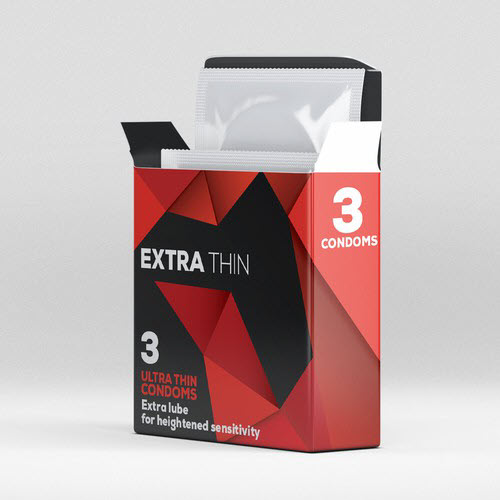 EXTRA THIN
3
ULTRA THIN
CONDOMS
Extra lube
for heightened sensitivity
3
CONDOMS